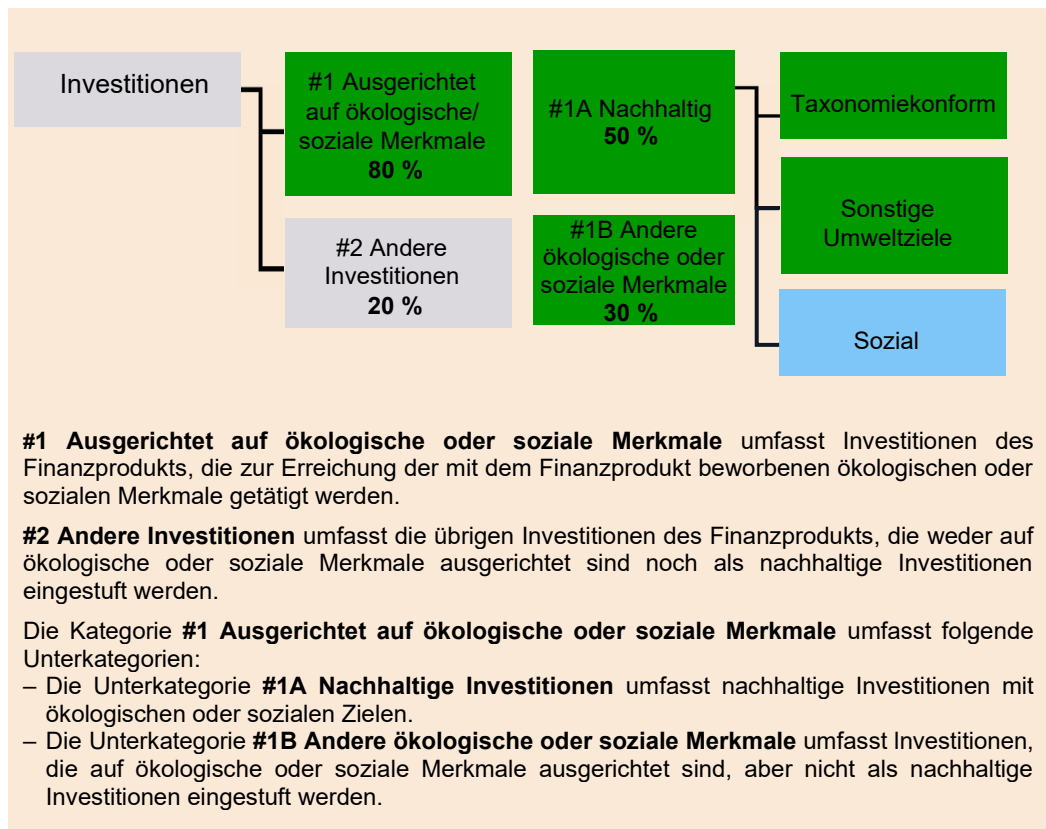 Investitionen
#1 Ausgerichtet
auf ökologische/
soziale Merkmale
80 %
#2 Andere
Investitionen
20 %
#1A Nachhaltig
50 %
#1B Andere
ökologische oder
soziale Merkmale
30 %
Taxonomiekonform
Sonstige
Umweltziele
Sozial
#1 Ausgerichtet auf ökologische oder soziale Merkmale umfasst Investitionen des
Finanzprodukts, die zur Erreichung der mit dem Finanzprodukt beworbenen ökologischen oder
sozialen Merkmale getätigt werden.
#2 Andere Investitionen umfasst die übrigen Investitionen des Finanzprodukts, die weder auf
ökologische oder soziale Merkmale ausgerichtet sind noch als nachhaltige Investitionen
eingestuft werden.
Die Kategorie #1 Ausgerichtet auf ökologische oder soziale Merkmale umfasst folgende
Unterkategorien:
– Die Unterkategorie #1A Nachhaltige Investitionen umfasst nachhaltige Investitionen mit
ökologischen oder sozialen Zielen.
– Die Unterkategorie #1B Andere ökologische oder soziale Merkmale umfasst Investitionen,
die auf ökologische oder soziale Merkmale ausgerichtet sind, aber nicht als nachhaltige
Investitionen eingestuft werden.